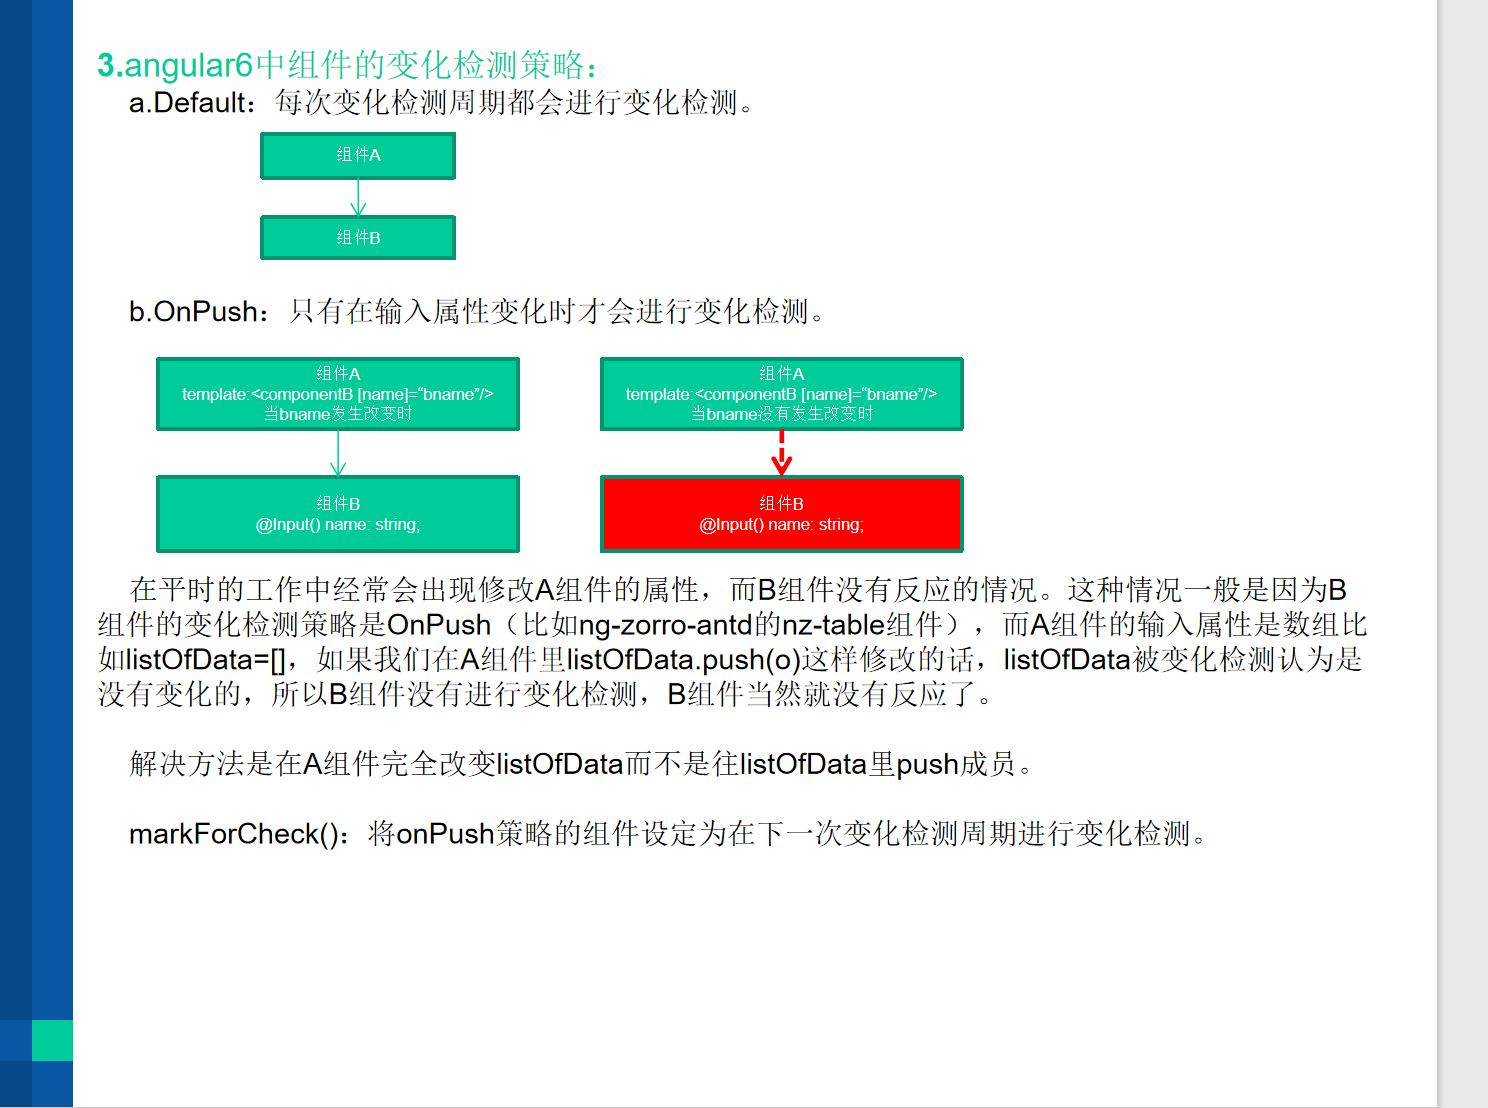 3.angular6中组件的变化检测策略：
a.Default：每次变化检测周期都会进行变化检测。
组件A
组件B
b.OnPush：只有在输入属性变化时才会进行变化检测。
组件A
template:<componentB [name]=“bname”/>
当bname发生改变时
组件A
template:<componentB [name]=“bname”/>
当bname没有发生改变时
组件B
@Input() name: string;
组件B
@Input() name: string;
在平时的工作中经常会出现修改A组件的属性，而B组件没有反应的情况。这种情况一般是因为B
组件的变化检测策略是OnPush（比如ng-zorro-antd的nz-table组件），而A组件的输入属性是数组比
如listOfData=[]，如果我们在A组件里listOfData.push(o)这样修改的话，listOfData被变化检测认为是
没有变化的，所以B组件没有进行变化检测，B组件当然就没有反应了。
解决方法是在A组件完全改变listOfData而不是往listOfData里push成员。
markForCheck()：将onPush策略的组件设定为在下一次变化检测周期进行变化检测。